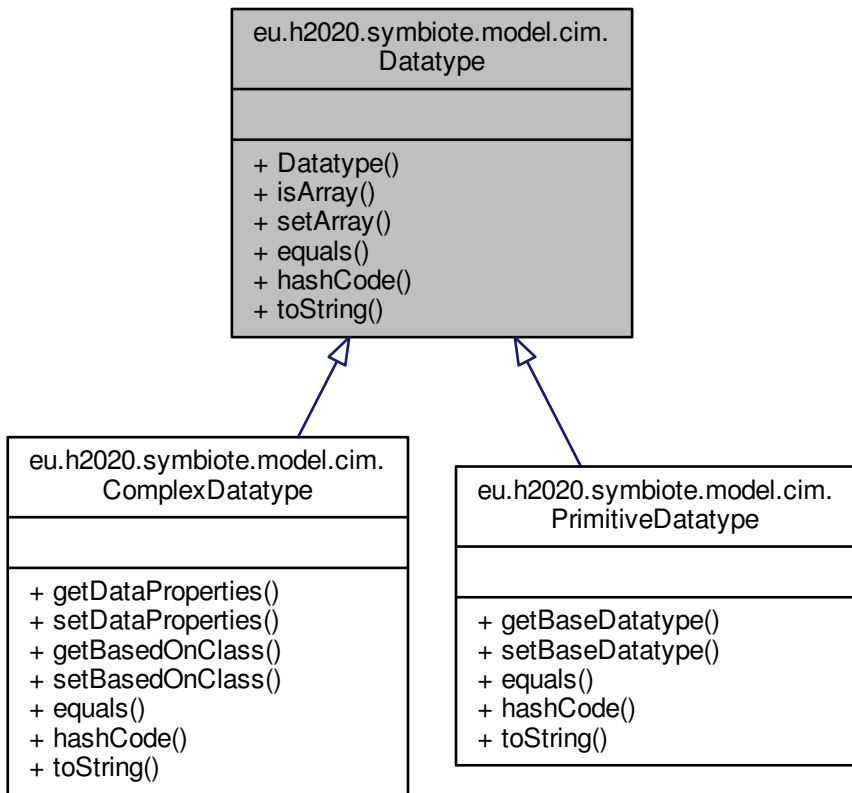 eu.h2020.symbiote.model.cim.
Datatype
+ Datatype()
+ isArray()
+ setArray()
+ equals()
+ hashCode()
+ toString()
eu.h2020.symbiote.model.cim.
ComplexDatatype
+ getDataProperties()
+ setDataProperties()
+ getBasedOnClass()
+ setBasedOnClass()
+ equals()
+ hashCode()
+ toString()
eu.h2020.symbiote.model.cim.
PrimitiveDatatype
+ getBaseDatatype()
+ setBaseDatatype()
+ equals()
+ hashCode()
+ toString()